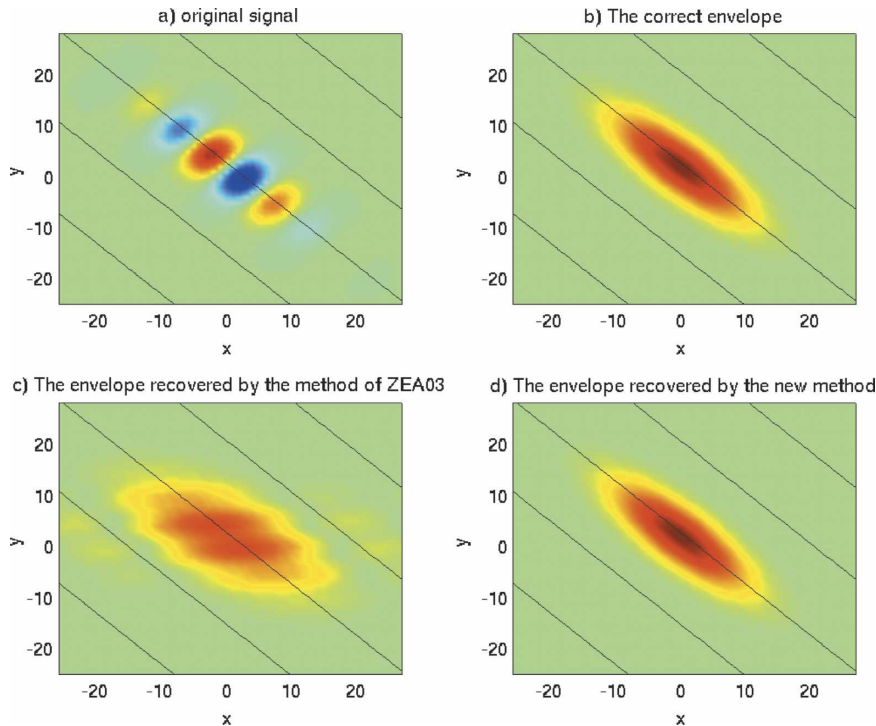 a) original signal
b) The correct envelope
20
10
0
-10
-20
y
-20 -10 0 10 20
x
20
10
0
-10
-20
y
-20 -10 0 10 20
x
c) The envelope recovered by the method of ZEA03
d) The envelope recovered by the new method
20
10
0
-10
-20
y
-20 -10 0 10 20
x
20
10
0
-10
-20
y
-20 -10 0 10 20
x